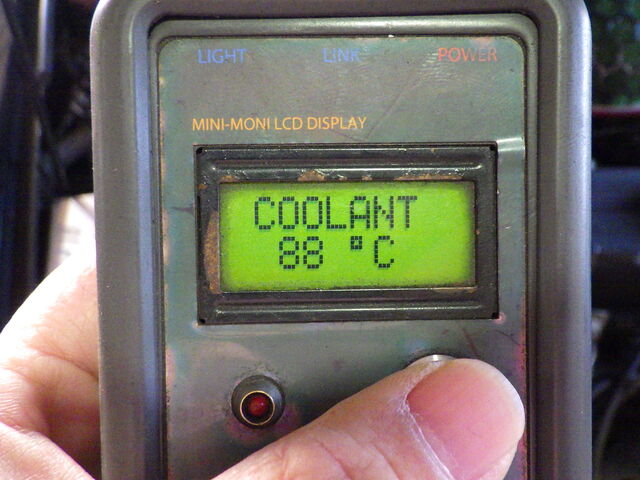 LIGHT LINK POWER
MINI-MONI LCD DISPLAY
COOLANT
88 °C